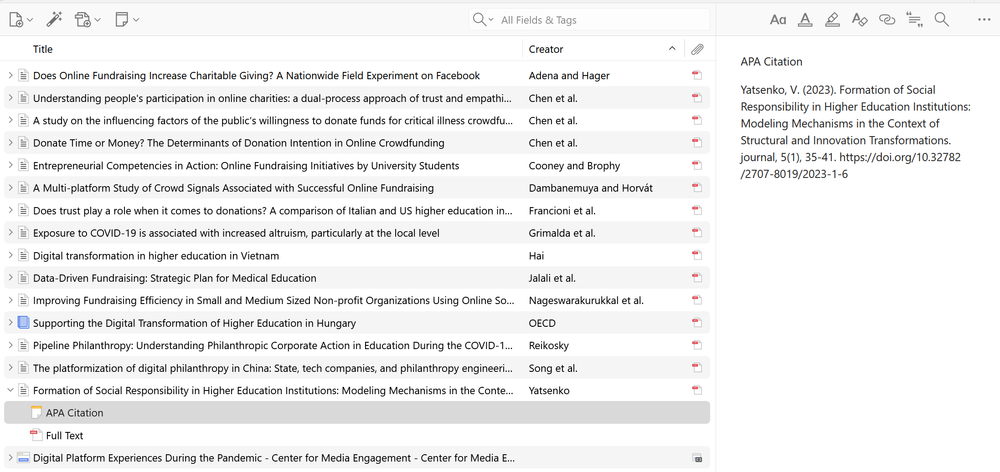 All Fields & Tags
Aa
Title Creator
Does Online Fundraising Increase Charitable Giving? A Nationwide Field Experiment on Facebook Adena and Hager
Understanding people's participation in online charities: a dual-process approach of trust and empathi... Chen et al.
A study on the influencing factors of the public’s willingness to donate funds for critical illness crowdfu... Chen et al.
Donate Time or Money? The Determinants of Donation Intention in Online Crowdfunding Chen et al.
Entrepreneurial Competencies in Action: Online Fundraising Initiatives by University Students Cooney and Brophy
A Multi-platform Study of Crowd Signals Associated with Successful Online Fundraising Dambanemuya and Horvát
Does trust play a role when it comes to donations? A comparison of Italian and US higher education in... Francioni et al.
Exposure to COVID-19 is associated with increased altruism, particularly at the local level Grimalda et al.
Digital transformation in higher education in Vietnam Hai
Data-Driven Fundraising: Strategic Plan for Medical Education Jalali et al.
Improving Fundraising Efficiency in Small and Medium Sized Non-profit Organizations Using Online So... Nageswarakurukkal et al.
Supporting the Digital Transformation of Higher Education in Hungary OECD
Pipeline Philanthropy: Understanding Philanthropic Corporate Action in Education During the COVID-1... Reikosky
The platformization of digital philanthropy in China: State, tech companies, and philanthropy engineeri... Song et al.
Formation of Social Responsibility in Higher Education Institutions: Modeling Mechanisms in the Conte... Yatsenko
APA Citation
Full Text
Digital Platform Experiences During the Pandemic - Center for Media Engagement - Center for Media E...
APA Citation
Yatsenko, V. (2023). Formation of Social
Responsibility in Higher Education Institutions:
Modeling Mechanisms in the Context of
Structural and Innovation Transformations.
journal, 5(1), 35-41. https://doi.org/10.32782
/2707-8019/2023-1-6